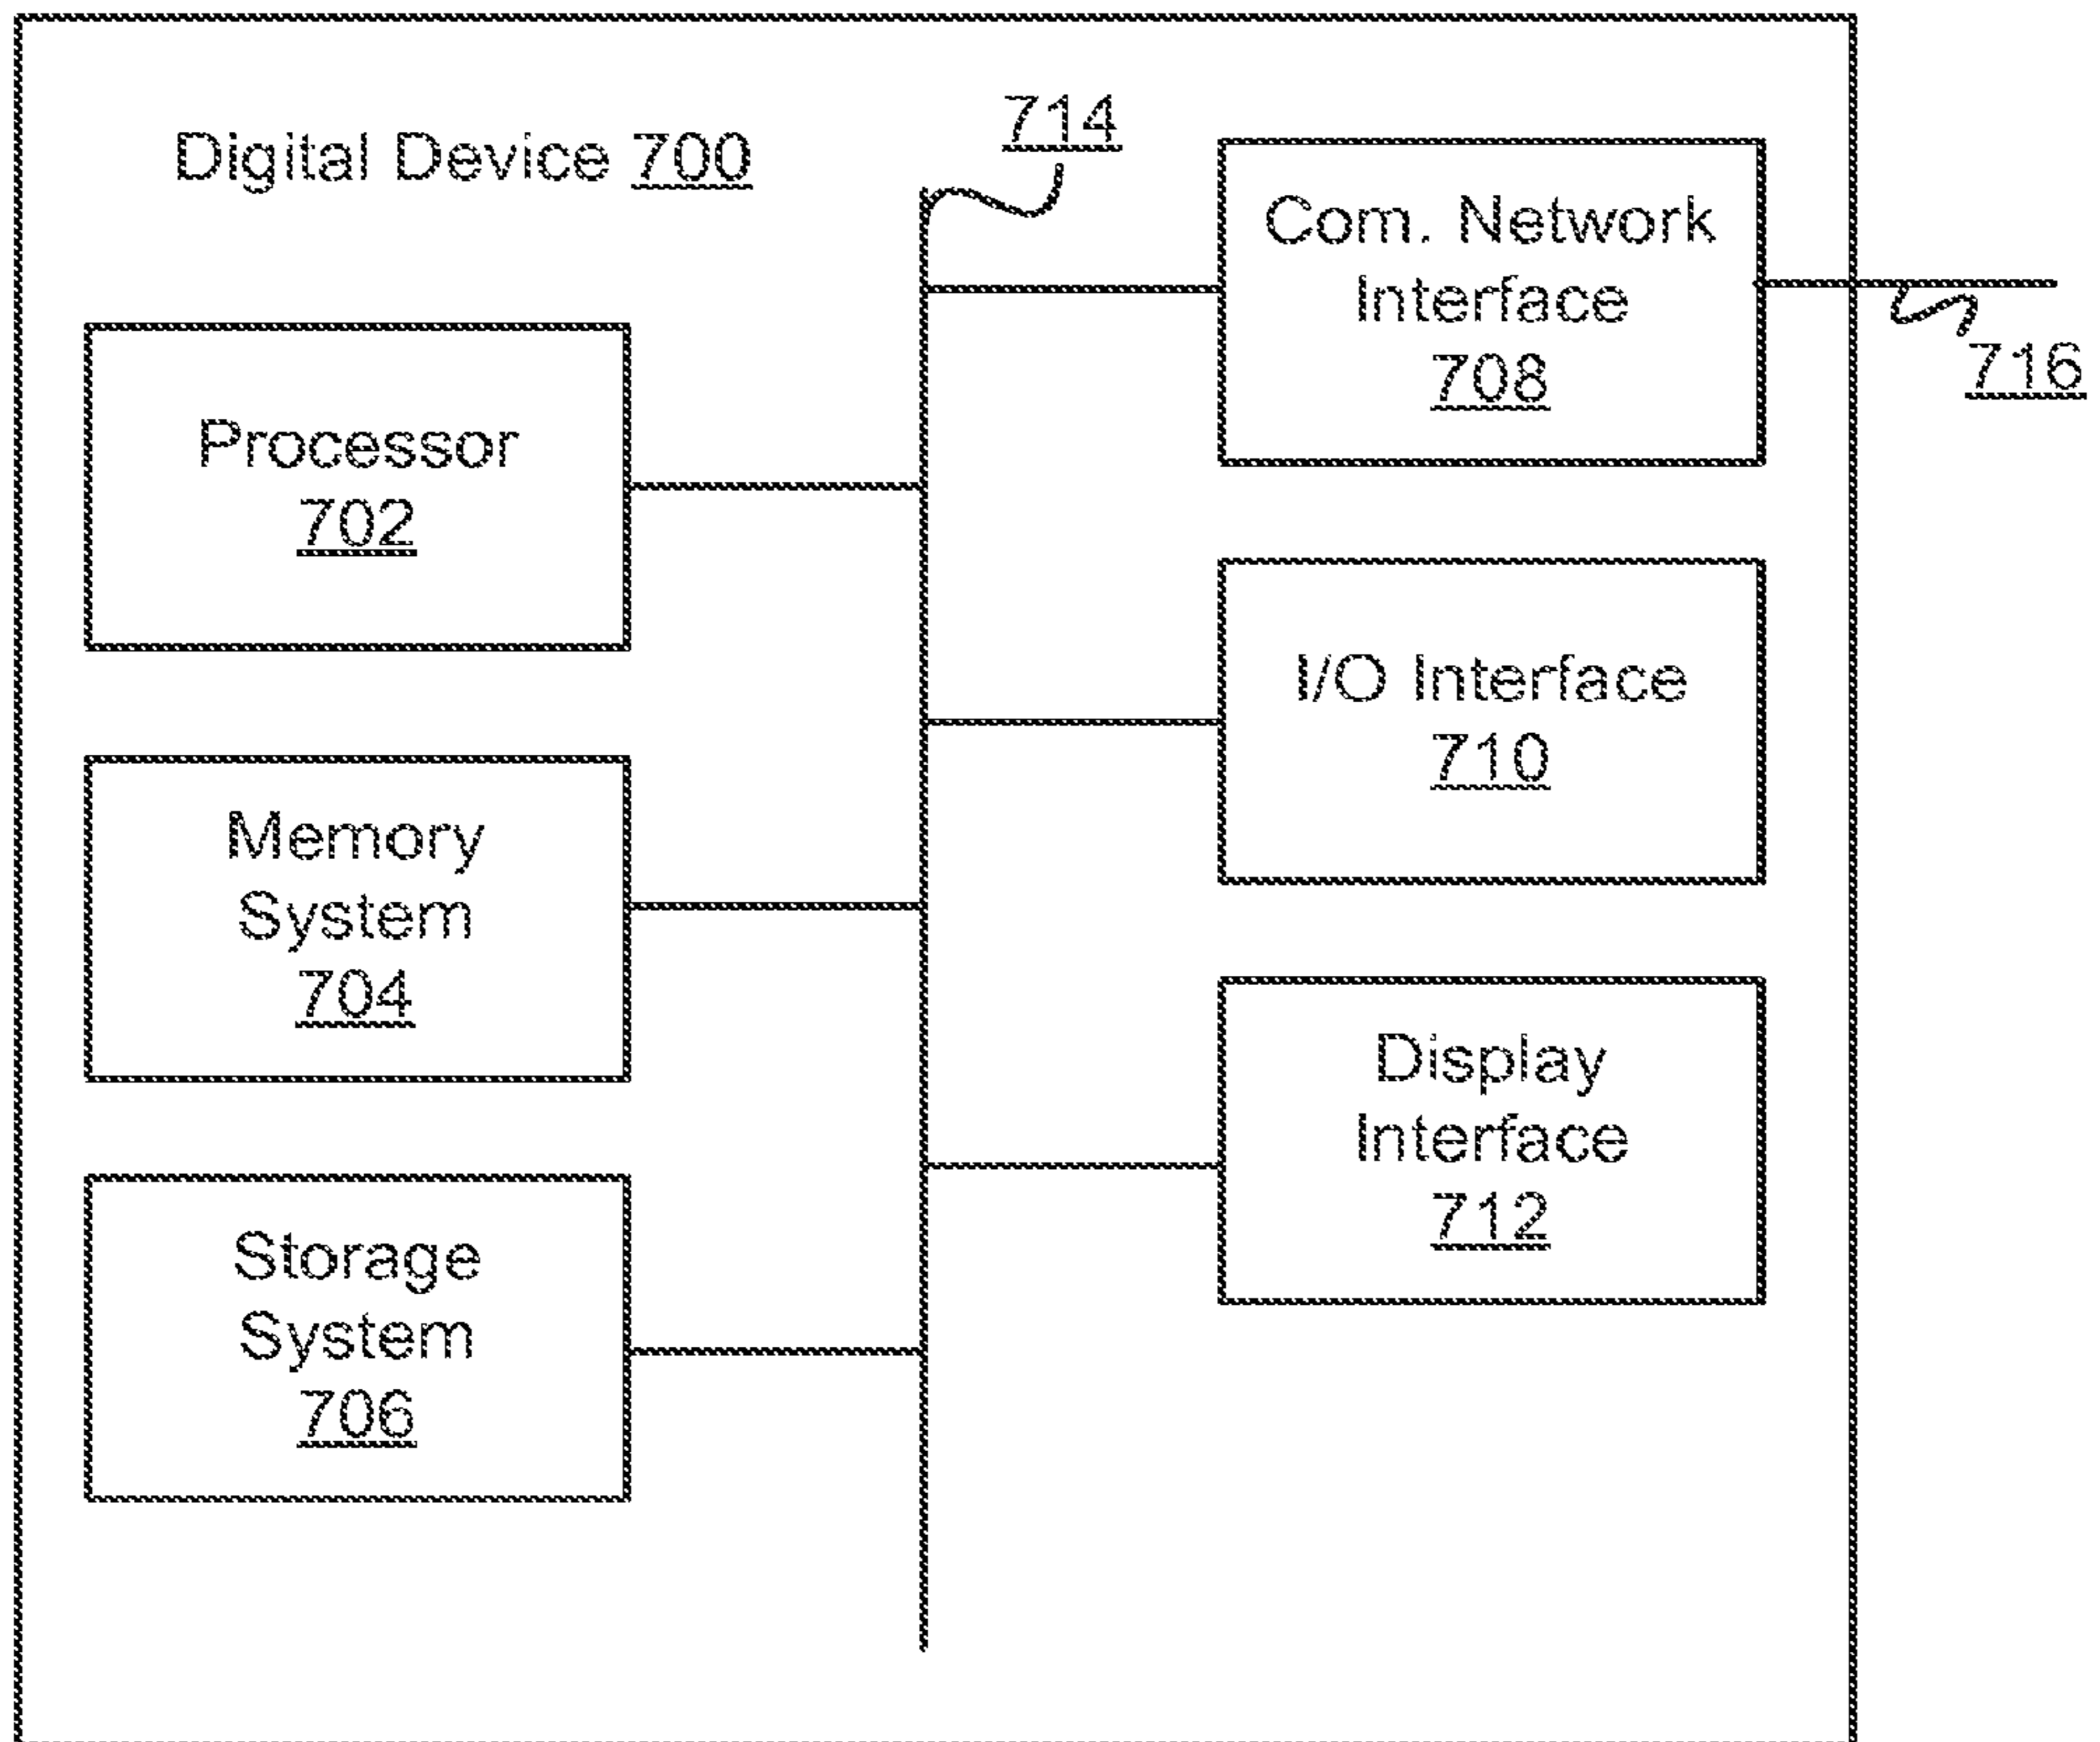 Digital Device 700
714
Com. Network
Interface
708
716
Processor
702
I/O Interface
710
Memory
System
704
Display
Interface
712
Storage
System
706